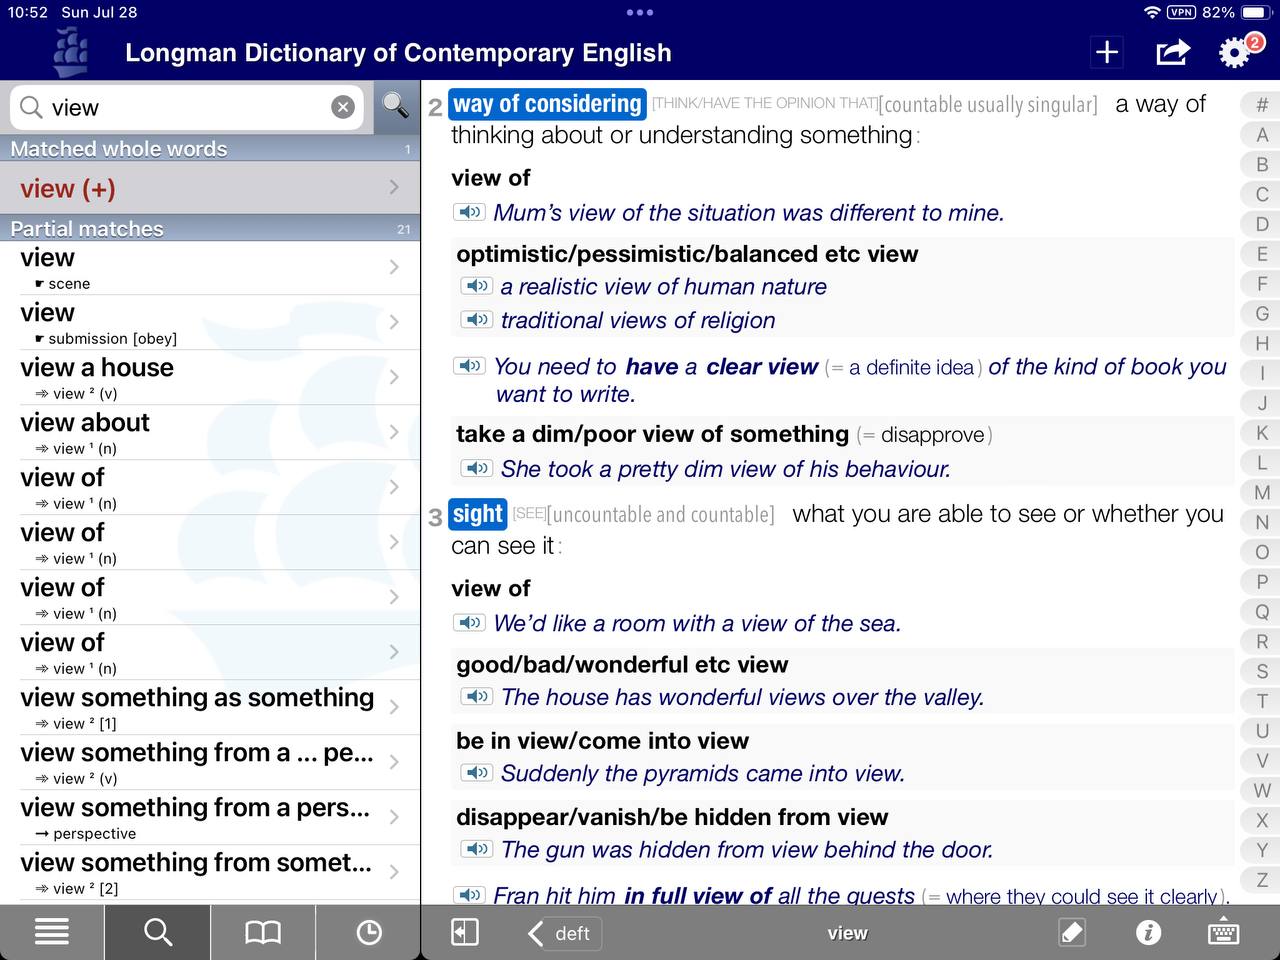 10:52 Sun Jul 28
VPN 82%
Longman Dictionary of Contemporary English
2
view
Matched whole words 1
view (+)
Partial matches 21
view
☛ scene
view
☛ submission [obey]
view a house
⇒ view ² (v)
view about
⇒ view ¹ (n)
view of
⇒ view ¹ (n)
view of
⇒ view ¹ (n)
view of
⇒ view ¹ (n)
view of
⇒ view ¹ (n)
view something as something
⇒ view ² [1]
view something from a ... pe...
⇒ view ² (v)
view something from a pers...
→ perspective
view something from somet...
⇒ view ² [2]
2 way of considering [THINK/HAVE THE OPINION THAT][countable usually singular] a way of
thinking about or understanding something:
view of
Mum’s view of the situation was different to mine.
optimistic/pessimistic/balanced etc view
a realistic view of human nature
traditional views of religion
You need to have a clear view (= a definite idea) of the kind of book you
want to write.
take a dim/poor view of something (= disapprove)
She took a pretty dim view of his behaviour.
3 sight [SEE][uncountable and countable] what you are able to see or whether you
can see it:
view of
We’d like a room with a view of the sea.
good/bad/wonderful etc view
The house has wonderful views over the valley.
be in view/come into view
Suddenly the pyramids came into view.
disappear/vanish/be hidden from view
The gun was hidden from view behind the door.
Fran hit him in full view of all the guests (= where they could see it clearly).
#
A
B
C
D
E
F
G
H
I
J
K
L
M
N
O
P
Q
R
S
T
U
V
W
X
Y
Z
deft
view